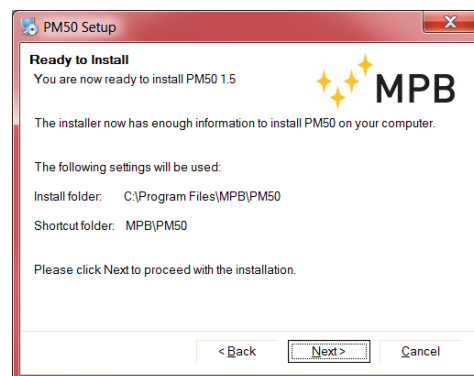 PM50 Setup
Ready to Install
You are now ready to install PM50 1.5
MPB
The installer now has enough information to install PM50 on your computer.
The following settings will be used:
Install folder: C:\Program Files\MPB\PM50
Shortcut folder: MPB\PM50
Please click Next to proceed with the installation.
< Back Next > Cancel